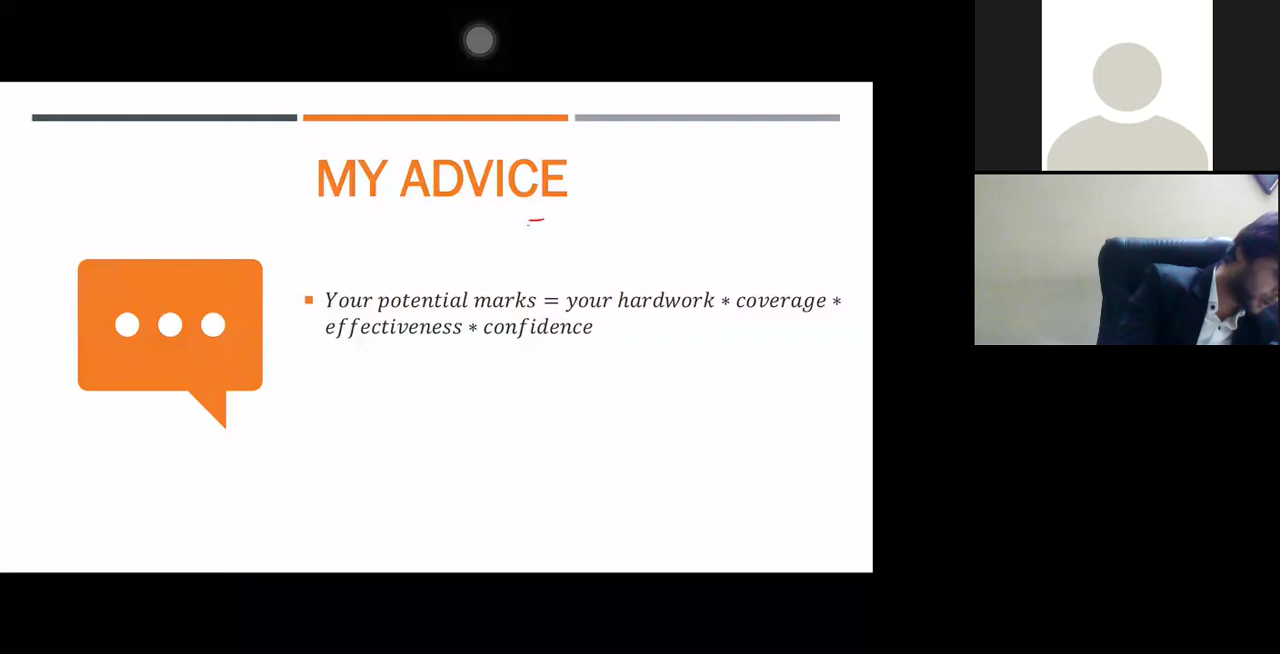 MY ADVICE
Your potential marks = your hardwork ∗ coverage ∗
effectiveness ∗ confidence